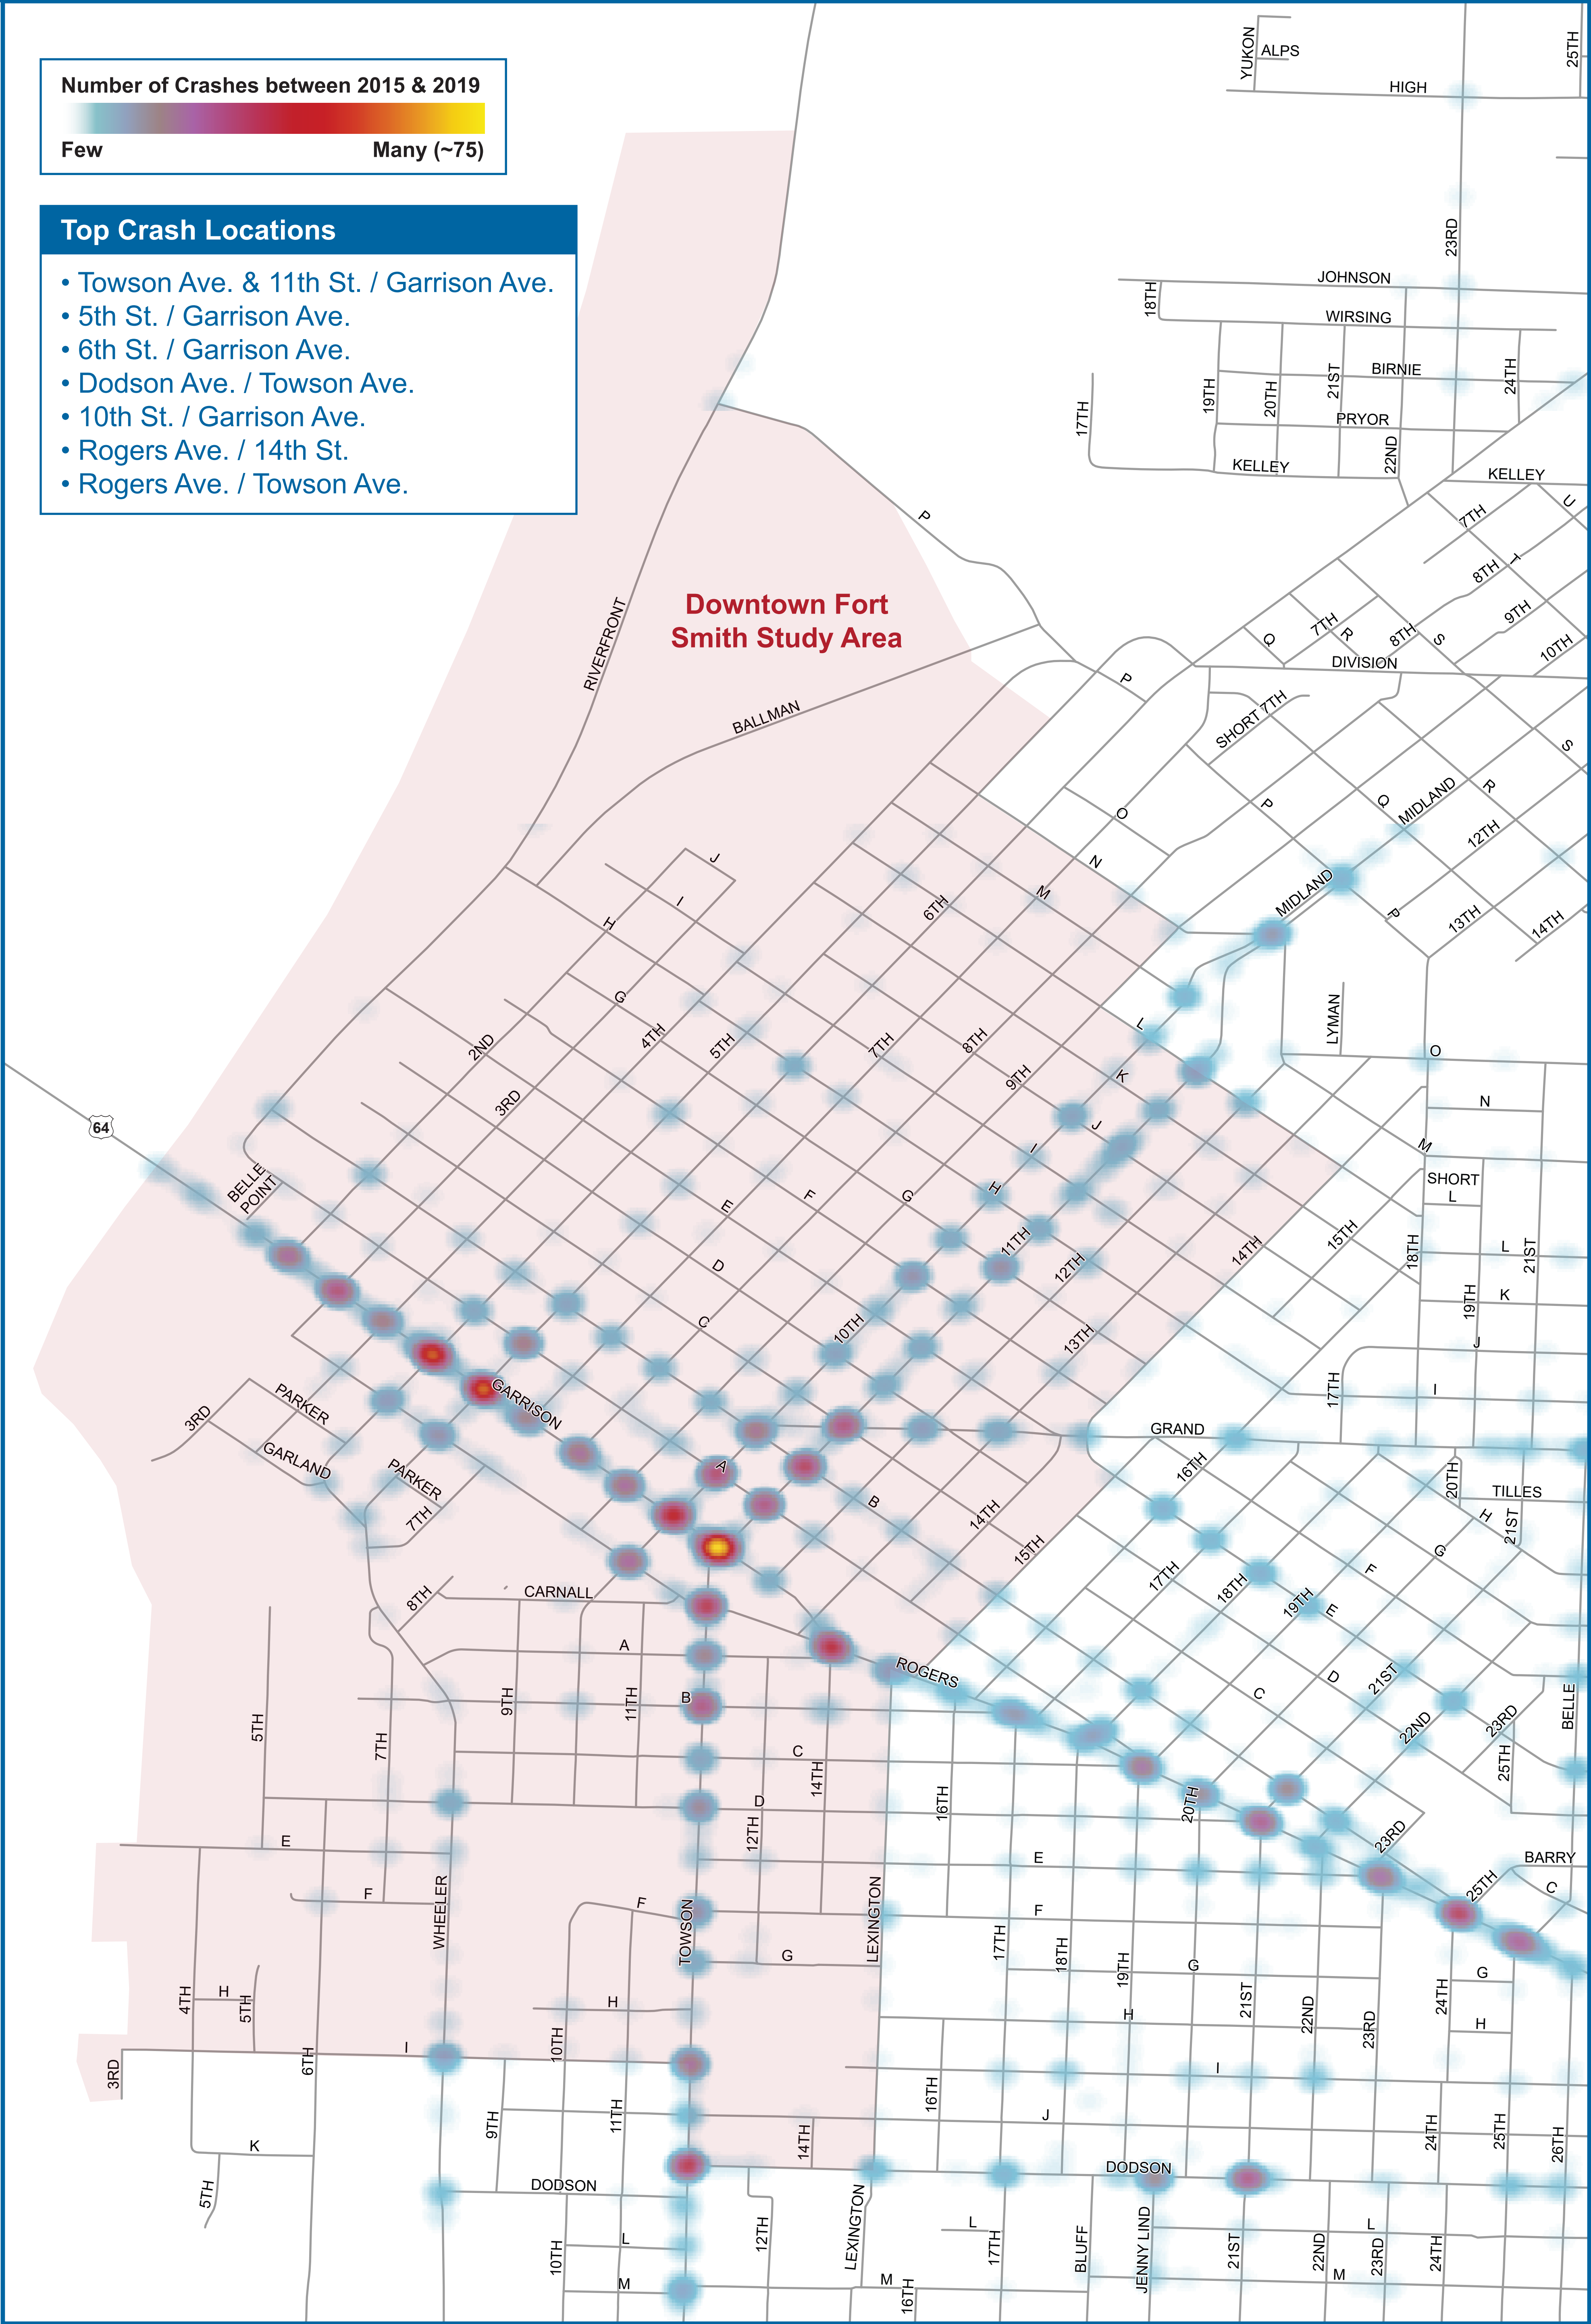 Number of Crashes between 2015 & 2019
Few
Many (~75)
Top Crash Locations
• Towson Ave. & 11th St. / Garrison Ave.
• 5th St. / Garrison Ave.
• 6th St. / Garrison Ave.
• Dodson Ave. / Towson Ave.
• 10th St. / Garrison Ave.
• Rogers Ave. / 14th St.
• Rogers Ave. / Towson Ave.
YUKON
ALPS
25TH
HIGH
23RD
JOHNSON
18TH
WIRSING
BIRNIE
24TH
21ST
20TH
19TH
17TH
PRYOR
22ND
KELLEY
KELLEY
U
7TH
P
T
8TH
Downtown Fort
Smith Study Area
RIVERFRONT
9TH
7TH
Q
R
8TH
S
10TH
DIVISION
P
BALLMAN
SHORT 7TH
S
MIDLAND
R
Q
P
O
12TH
N
J
MIDLAND
M
I
6TH
H
P
13TH
14TH
G
LYMAN
L
4TH
5TH
2ND
7TH
8TH
O
9TH
K
3RD
N
64
J
M
I
BELLE
POINT
H
SHORT
L
F
G
E
11TH
15TH
14TH
18TH
L
21ST
D
12TH
K
19TH
C
10TH
13TH
J
I
17TH
GARRISON
PARKER
3RD
GRAND
GARLAND
PARKER
A
16TH
20TH
TILLES
B
H
21ST
7TH
14TH
15TH
G
F
17TH
18TH
19TH
E
CARNALL
8TH
A
ROGERS
D
21ST
C
B
9TH
11TH
22ND
23RD
BELLE
5TH
7TH
C
14TH
25TH
D
12TH
16TH
20TH
23RD
E
E
BARRY
25TH
C
F
F
WHEELER
TOWSON
LEXINGTON
F
17TH
18TH
19TH
G
G
G
4TH
H
5TH
H
H
21ST
22ND
23RD
24TH
H
I
6TH
10TH
3RD
I
16TH
J
9TH
11TH
14TH
24TH
25TH
26TH
K
5TH
DODSON
DODSON
LEXINGTON
12TH
10TH
L
L
17TH
BLUFF
JENNY LIND
21ST
22ND
L
23RD
24TH
M
M
16TH
M